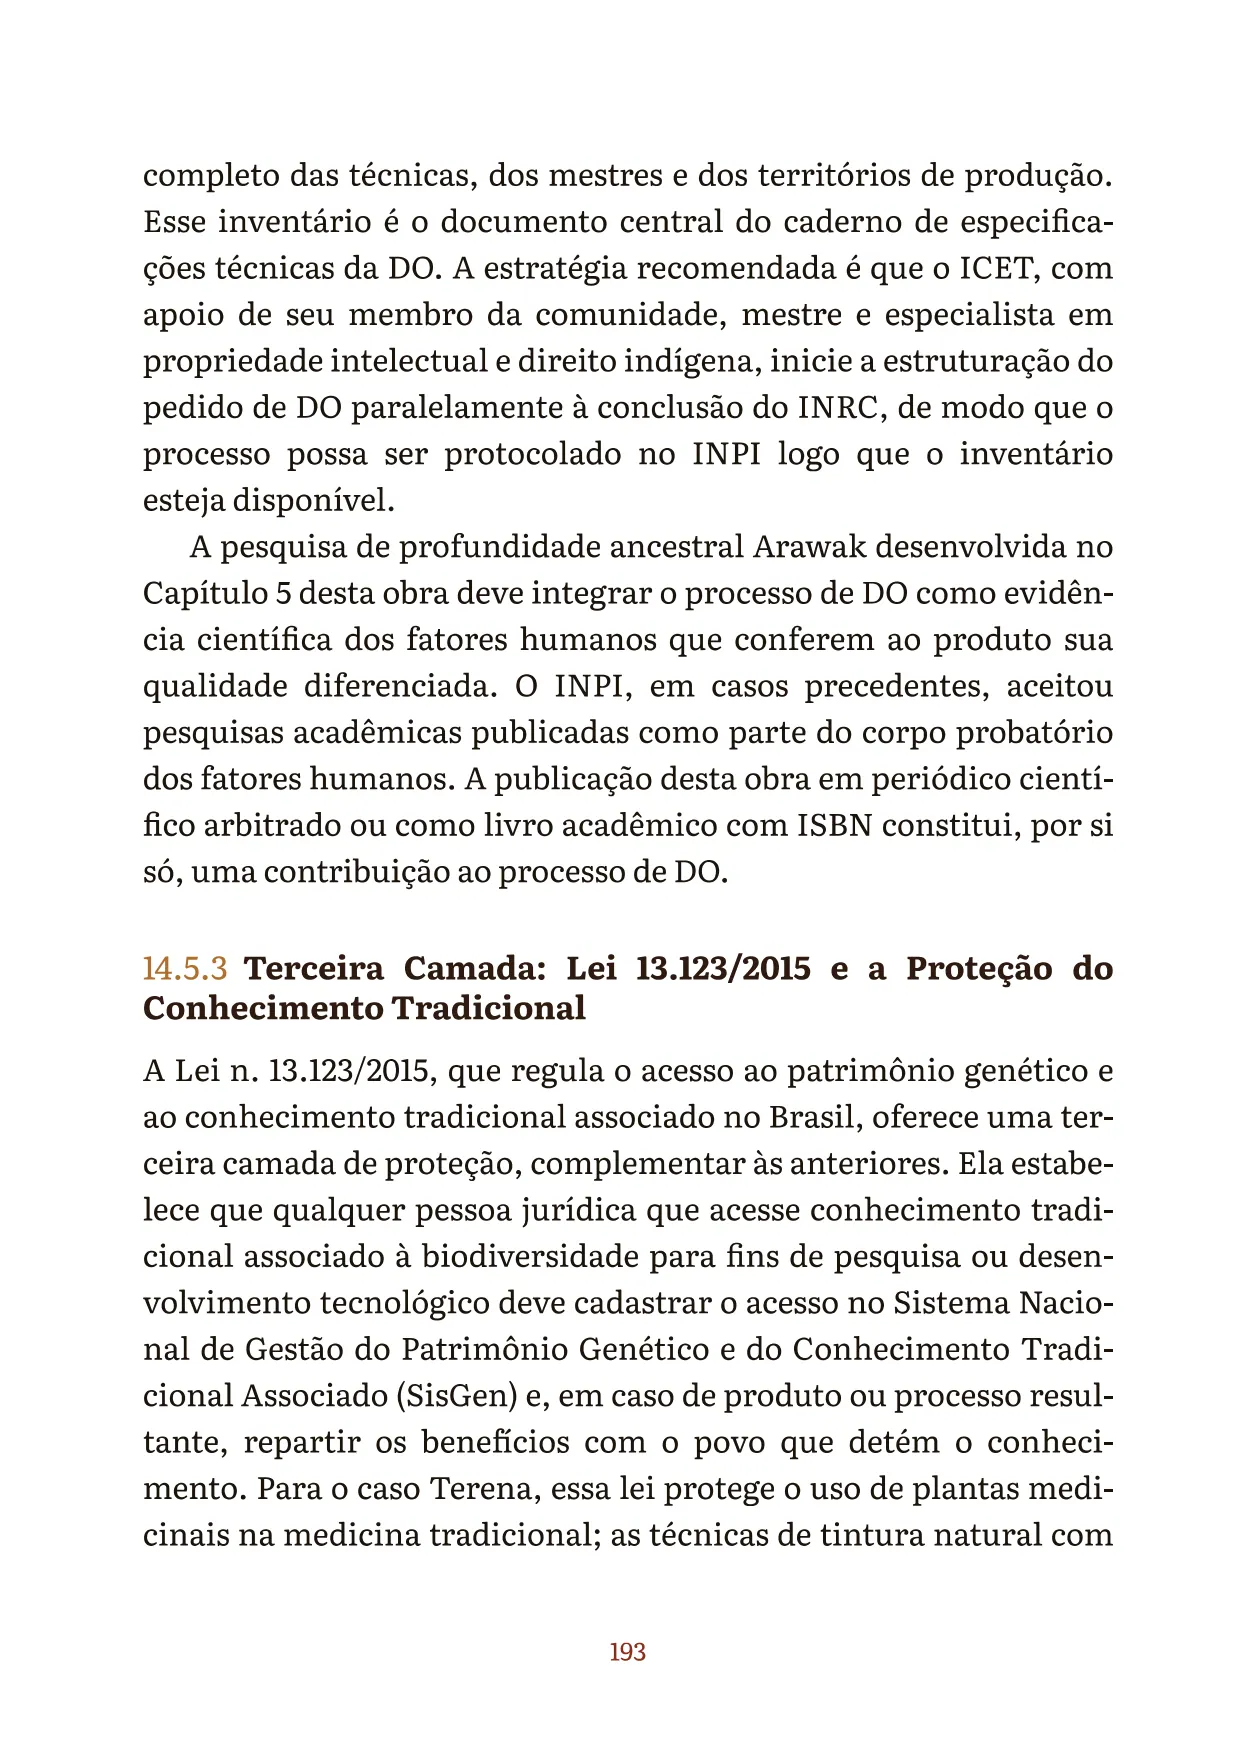 completo das técnicas, dos mestres e dos territórios de produção.
Esse inventário é o documento central do caderno de especifica-
ções técnicas da DO. A estratégia recomendada é que o ICET, com
apoio de seu membro da comunidade, mestre e especialista em
propriedade intelectual e direito indígena, inicie a estruturação do
pedido de DO paralelamente à conclusão do INRC, de modo que o
processo possa ser protocolado no INPI logo que o inventário
esteja disponível.
A pesquisa de profundidade ancestral Arawak desenvolvida no
Capítulo 5 desta obra deve integrar o processo de DO como evidên-
cia científica dos fatores humanos que conferem ao produto sua
qualidade diferenciada. O INPI, em casos precedentes, aceitou
pesquisas acadêmicas publicadas como parte do corpo probatório
dos fatores humanos. A publicação desta obra em periódico cientí-
fico arbitrado ou como livro acadêmico com ISBN constitui, por si
só, uma contribuição ao processo de DO.
14.5.3 Terceira Camada: Lei 13.123/2015 e a Proteção do
Conhecimento Tradicional
A Lei n. 13.123/2015, que regula o acesso ao patrimônio genético e
ao conhecimento tradicional associado no Brasil, oferece uma ter-
ceira camada de proteção, complementar às anteriores. Ela estabe-
lece que qualquer pessoa jurídica que acesse conhecimento tradi-
cional associado à biodiversidade para fins de pesquisa ou desen-
volvimento tecnológico deve cadastrar o acesso no Sistema Nacio-
nal de Gestão do Patrimônio Genético e do Conhecimento Tradi-
cional Associado (SisGen) e, em caso de produto ou processo resul-
tante, repartir os benefícios com o povo que detém o conheci-
mento. Para o caso Terena, essa lei protege o uso de plantas medi-
cinais na medicina tradicional; as técnicas de tintura natural com
193